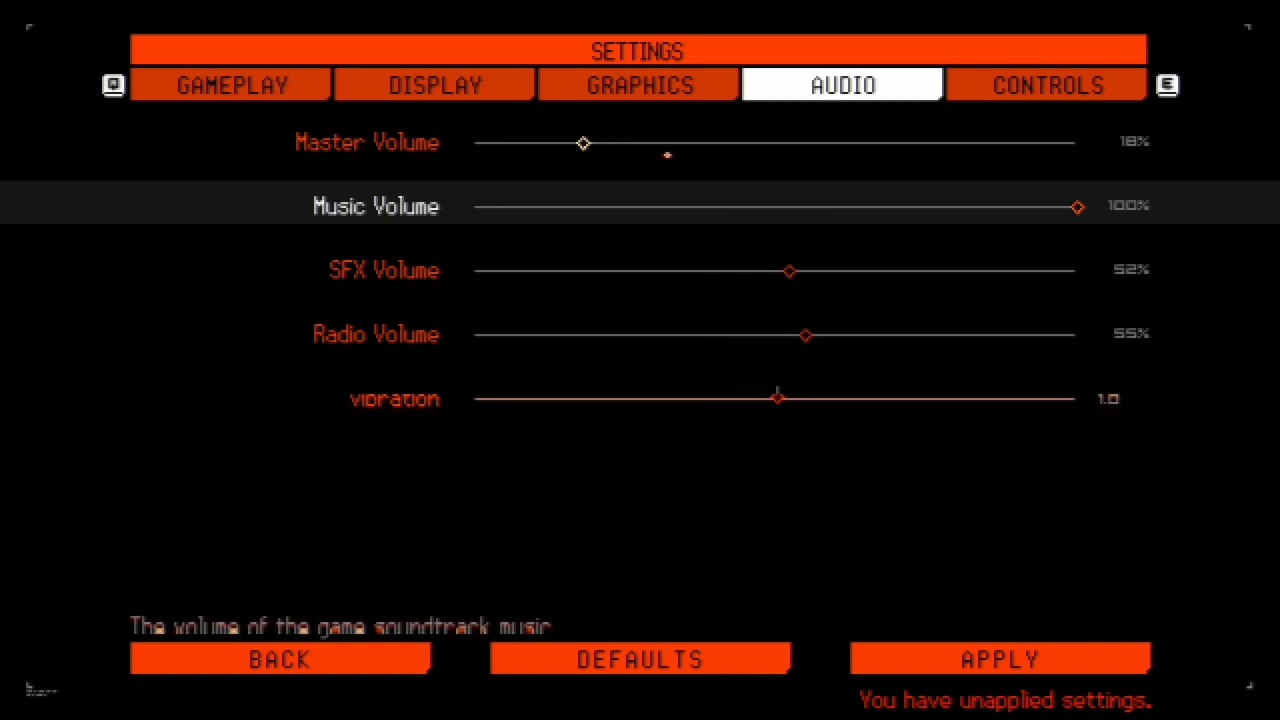 SETTINGS
Q GAMEPLAY DISPLAY GRAPHICS AUDIO CONTROLS E
Master Volume 18%
Music Volume 100%
SFX Volume 52%
Radio Volume 55%
Vibration 1.0
The volume of the game soundtrack music
BACK DEFAULTS APPLY
You have unapplied settings.